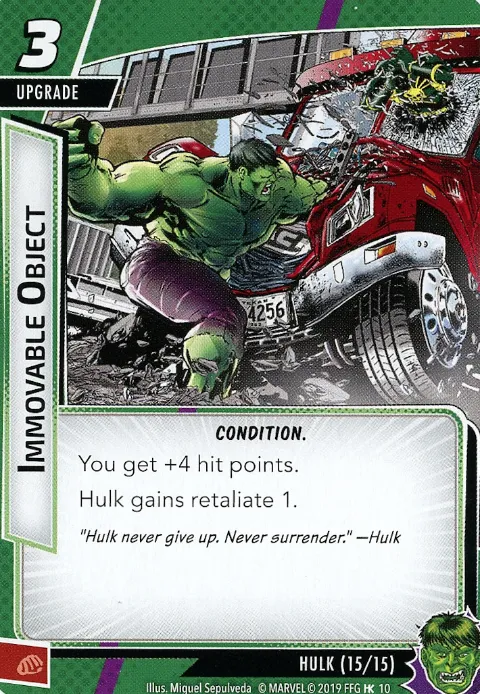 3
UPGRADE
IMMOVABLE OBJECT
4256
CONDITION.
You get +4 hit points.
Hulk gains retaliate 1.
"Hulk never give up. Never surrender." —Hulk
HULK (15/15)
Illus. Miguel Sepulveda © MARVEL © 2019 FFG HK 10